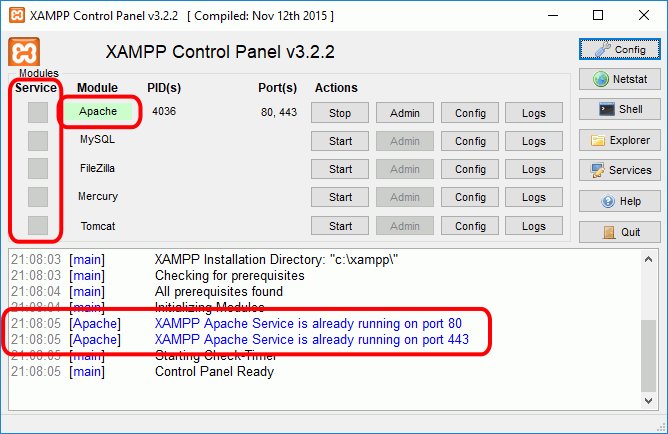 XAMPP Control Panel v3.2.2 [ Compiled: Nov 12th 2015 ]
XAMPP Control Panel v3.2.2
Config
Modules
Service Module PID(s) Port(s) Actions
Netstat
Apache 4036 80, 443 Stop Admin Config Logs
Shell
MySQL Start Admin Config Logs
Explorer
FileZilla Start Admin Config Logs
Services
Mercury Start Admin Config Logs
Help
Tomcat Start Admin Config Logs
Quit
21:08:03 [main] XAMPP Installation Directory: "c:\xampp\"
21:08:03 [main] Checking for prerequisites
21:08:04 [main] All prerequisites found
21:08:04 [main] Initializing Modules
21:08:05 [Apache] XAMPP Apache Service is already running on port 80
21:08:05 [Apache] XAMPP Apache Service is already running on port 443
21:08:05 [main] Starting Check-Timer
21:08:05 [main] Control Panel Ready